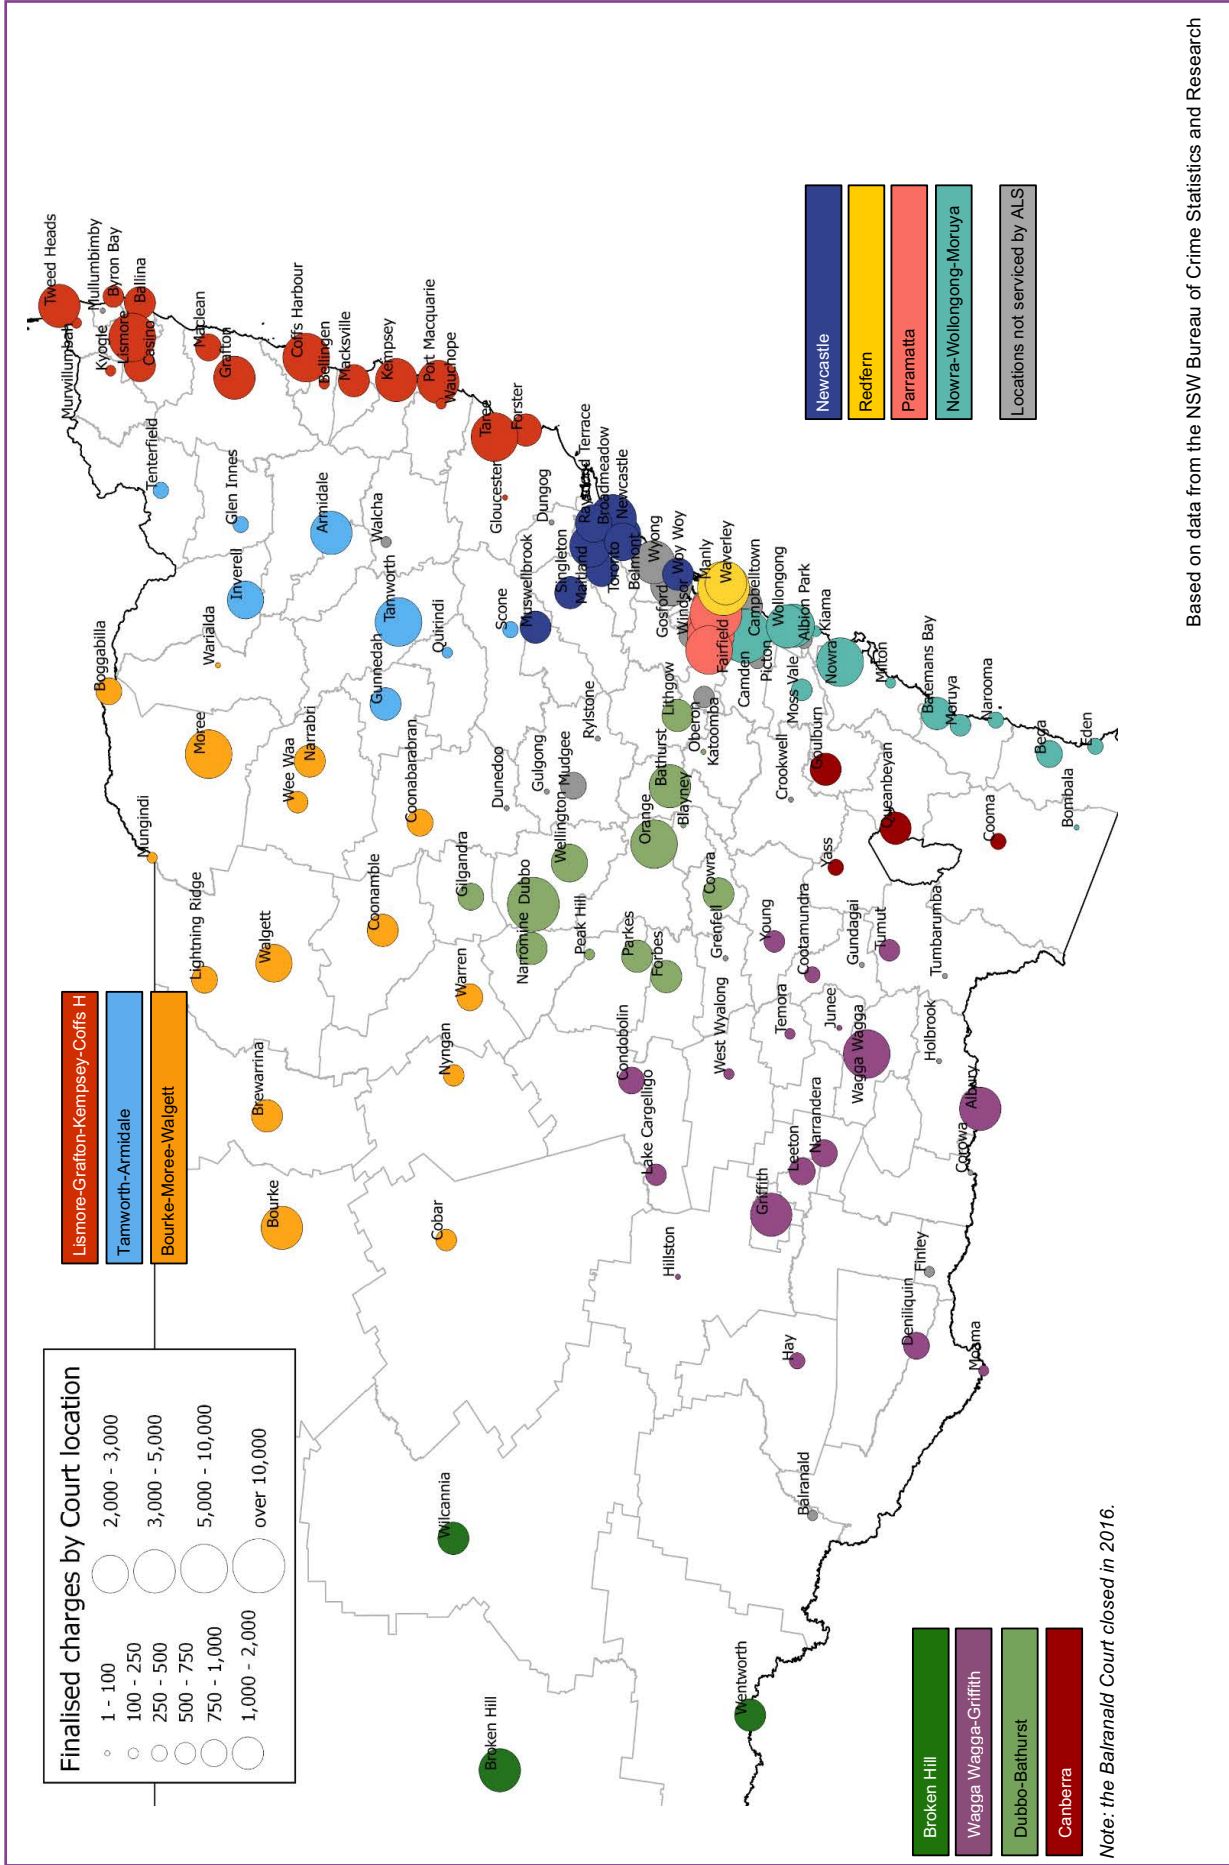 Finalised charges by Court location
1 - 100
100 - 250
250 - 500
500 - 750
750 - 1,000
1,000 - 2,000
2,000 - 3,000
3,000 - 5,000
5,000 - 10,000
over 10,000
Lismore-Grafton-Kempsey-Coffs H
Tamworth-Armidale
Bourke-Moree-Walgett
Tweed Heads
Murwillumbah
Mullumbimby
Byron Bay
Kyogle
Lismore
Ballina
Casino
Maclean
Grafton
Coffs Harbour
Bellingen
Macksville
Kempsey
Port Macquarie
Wauchope
Taree
Forster
Gloucester
Dungog
Tenterfield
Glen Innes
Inverell
Armidale
Walcha
Tamworth
Gunnedah
Quirindi
Scone
Muswellbrook
Singleton
Maitland
Terrace
Broadmeadow
Newcastle
Toronto
Belmont
Wyong
Woy Woy
Gosford
Windsor
Manly
Waverley
Fairfield
Campbelltown
Camden
Picton
Wollongong
Albion Park
Kiama
Moss Vale
Nowra
Milton
Batemans Bay
Moruya
Narooma
Bega
Eden
Bombala
Cooma
Queanbeyan
Goulburn
Crookwell
Yass
Boggabilla
Warialda
Moree
Mungindi
Narrabri
Wee Waa
Coonabarabran
Lightning Ridge
Walgett
Coonamble
Gilgandra
Warren
Nyngan
Brewarrina
Bourke
Cobar
Dunedoo
Gulgong
Mudgee
Rylstone
Wellington
Dubbo
Narromine
Peak Hill
Parkes
Forbes
Orange
Bathurst
Blayney
Lithgow
Oberon
Katoomba
Cowra
Grenfell
Young
Cootamundra
Gundagai
Tumut
Tumbarumba
Condobolin
Lake Cargelligo
West Wyalong
Temora
Junee
Wagga Wagga
Holbrook
Albury
Corowa
Narrandera
Leeton
Griffith
Hillston
Hay
Finley
Deniliquin
Moama
Balranald
Wilcannia
Broken Hill
Wentworth
Newcastle
Redfern
Parramatta
Nowra-Wollongong-Moruya
Locations not serviced by ALS
Broken Hill
Wagga Wagga-Griffith
Dubbo-Bathurst
Canberra
Note: the Balranald Court closed in 2016.
Based on data from the NSW Bureau of Crime Statistics and Research